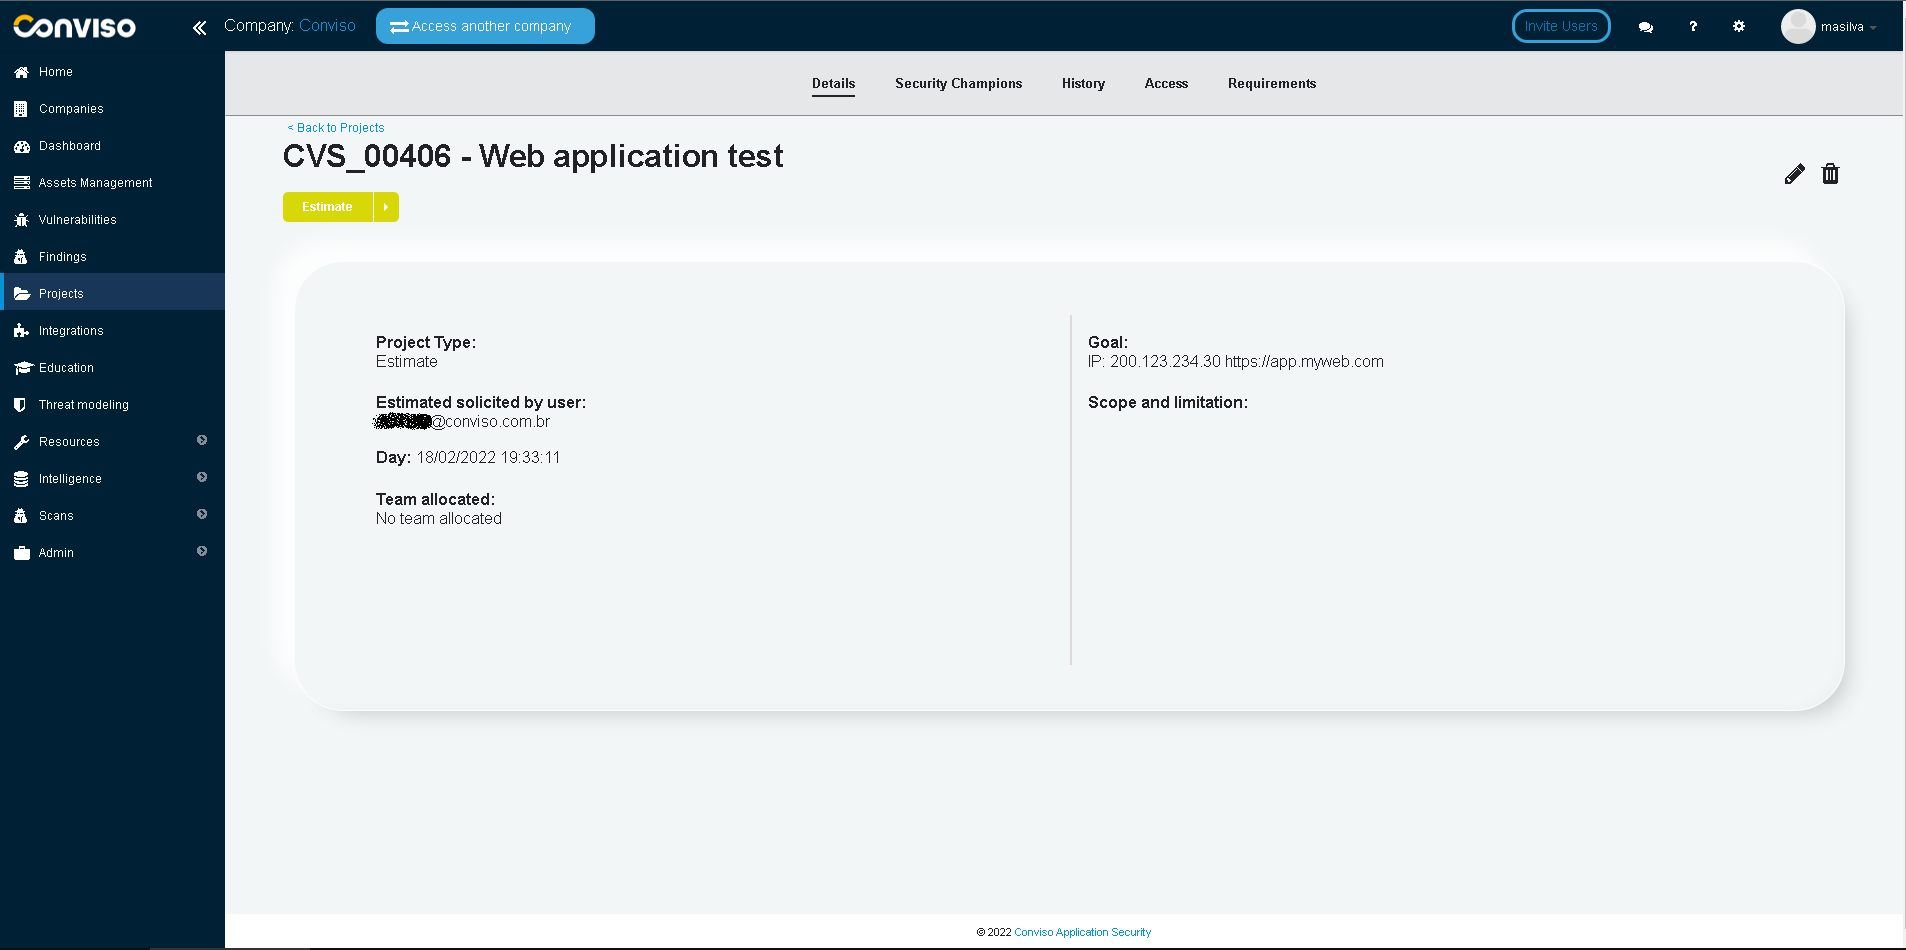 Conviso
Company: Conviso
Access another company
Invite Users
?
masilva
Home
Companies
Dashboard
Assets Management
Vulnerabilities
Findings
Projects
Integrations
Education
Threat modeling
Resources
Intelligence
Scans
Admin
Details Security Champions History Access Requirements
< Back to Projects
CVS_00406 - Web application test
Estimate
Project Type:
Estimate
Estimated solicited by user:
@conviso.com.br
Day: 18/02/2022 19:33:11
Team allocated:
No team allocated
Goal:
IP: 200.123.234.30 https://app.myweb.com
Scope and limitation:
© 2022 Conviso Application Security